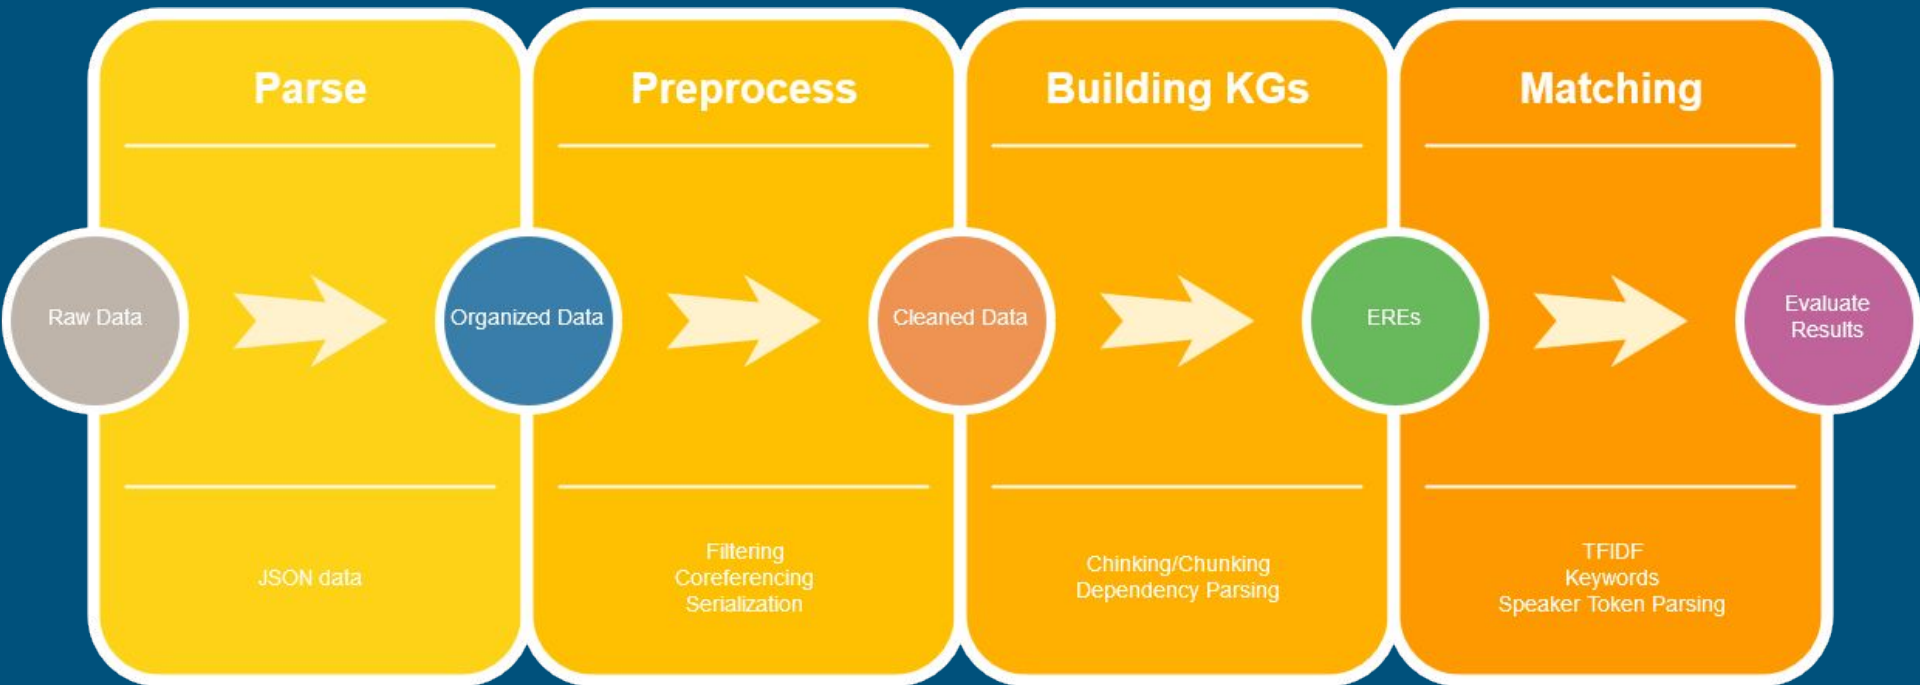 Parse
Preprocess
Building KGs
Matching
Raw Data
Organized Data
Cleaned Data
EREs
Evaluate
Results
JSON data
Filtering
Coreferencing
Serialization
Chinking/Chunking
Dependency Parsing
TFIDF
Keywords
Speaker Token Parsing